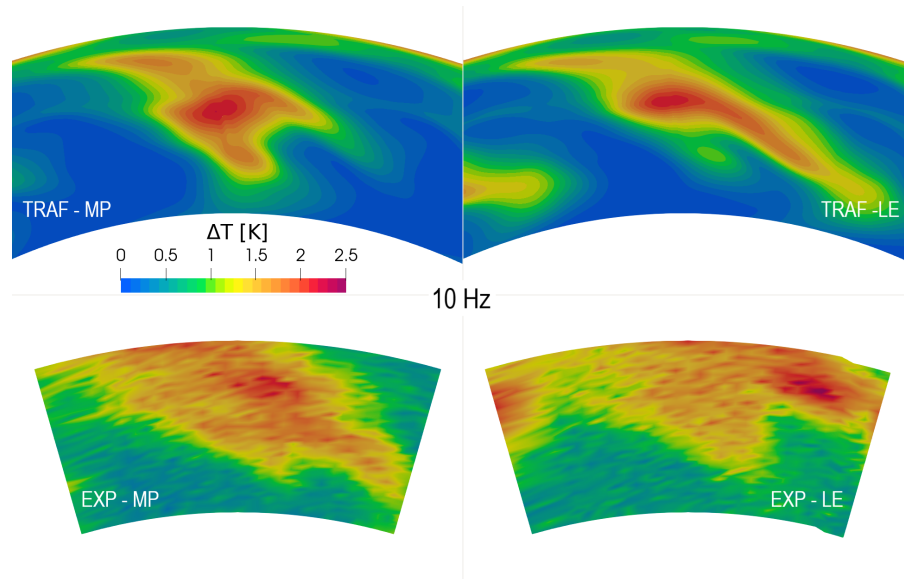 TRAF - MP
TRAF -LE
ΔT [K]
0 0.5 1 1.5 2 2.5
10 Hz
EXP - MP
EXP - LE